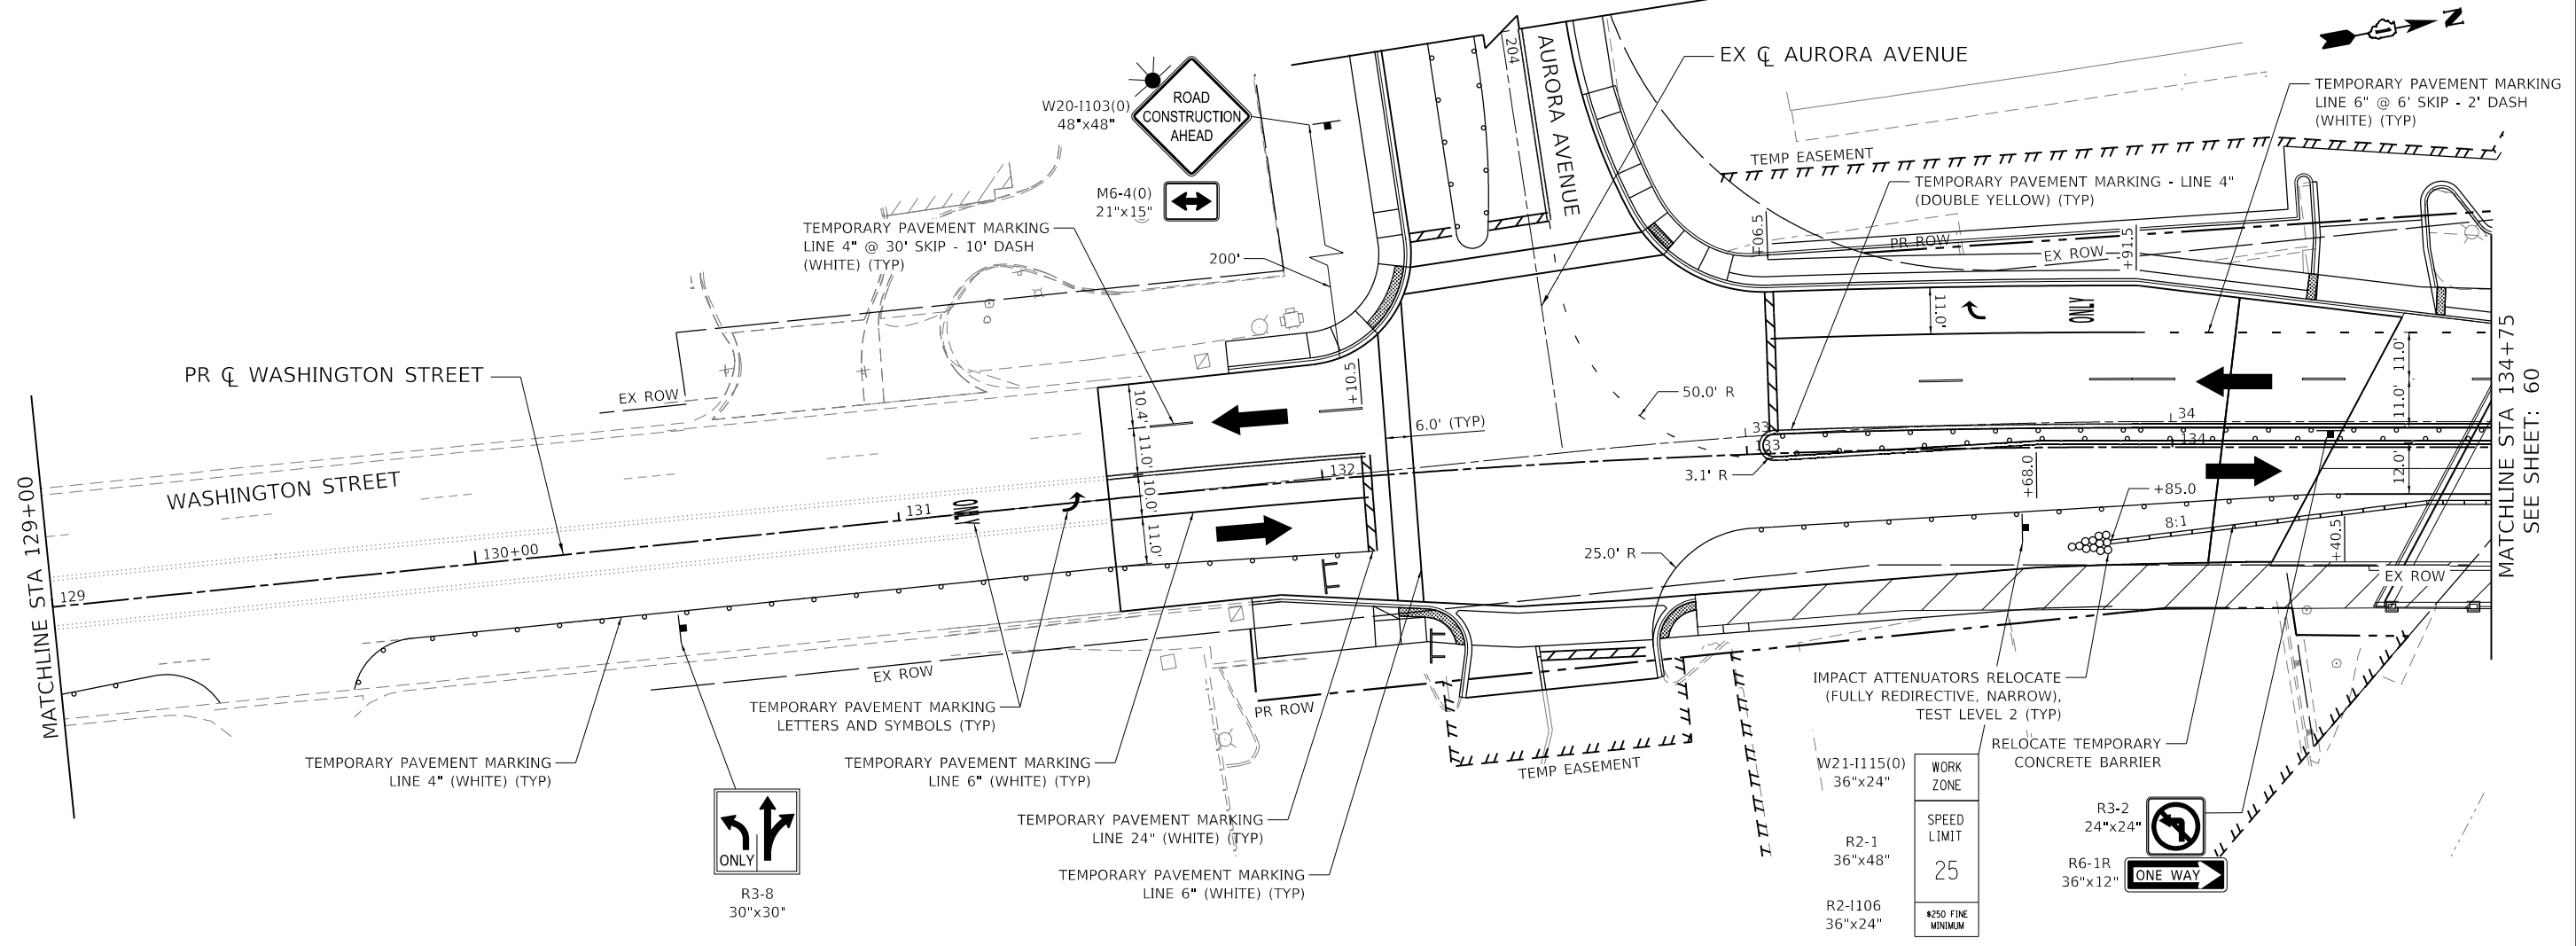 N
EX ℄ AURORA AVENUE
204
AURORA AVENUE
TEMPORARY PAVEMENT MARKING
LINE 6" @ 6' SKIP - 2' DASH
(WHITE) (TYP)
W20-I103(0)
48"x48"
ROAD
CONSTRUCTION
AHEAD
M6-4(0)
21"x15"
TEMP EASEMENT
TEMPORARY PAVEMENT MARKING - LINE 4"
(DOUBLE YELLOW) (TYP)
TEMPORARY PAVEMENT MARKING
LINE 4" @ 30' SKIP - 10' DASH
(WHITE) (TYP)
200'
+06.5
PR ROW
EX ROW
+91.5
11.0'
ONLY
PR ℄ WASHINGTON STREET
EX ROW
+10.5
10.4'
11.0'
10.0'
11.0'
6.0' (TYP)
50.0' R
3.1' R
33
133
34
134
11.0'
11.0'
12.0'
MATCHLINE STA 134+75
SEE SHEET: 60
WASHINGTON STREET
MATCHLINE STA 129+00
129
130+00
131
132
ONLY
+68.0
+85.0
8:1
+40.5
25.0' R
EX ROW
EX ROW
PR ROW
TEMP EASEMENT
TEMPORARY PAVEMENT MARKING
LETTERS AND SYMBOLS (TYP)
TEMPORARY PAVEMENT MARKING
LINE 4" (WHITE) (TYP)
TEMPORARY PAVEMENT MARKING
LINE 6" (WHITE) (TYP)
TEMPORARY PAVEMENT MARKING
LINE 24" (WHITE) (TYP)
TEMPORARY PAVEMENT MARKING
LINE 6" (WHITE) (TYP)
ONLY
R3-8
30"x30"
IMPACT ATTENUATORS RELOCATE
(FULLY REDIRECTIVE, NARROW),
TEST LEVEL 2 (TYP)
RELOCATE TEMPORARY
CONCRETE BARRIER
W21-I115(0)
36"x24"
WORK
ZONE
R2-1
36"x48"
SPEED
LIMIT
25
R2-I106
36"x24"
$250 FINE
MINIMUM
R3-2
24"x24"
R6-1R
36"x12"
ONE WAY